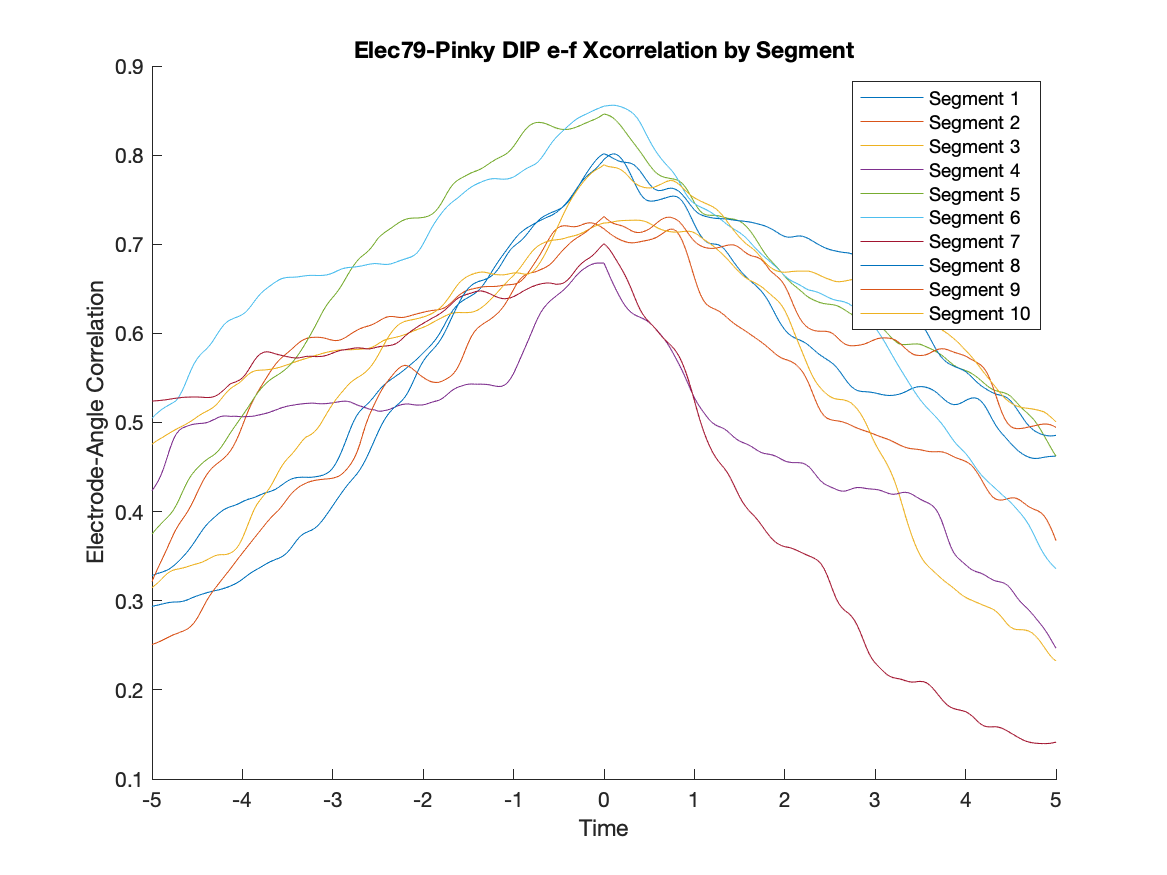 Elec79-Pinky DIP e-f Xcorrelation by Segment
0.9
0.8
0.7
0.6
0.5
0.4
0.3
0.2
0.1
Electrode-Angle Correlation
Segment 1
Segment 2
Segment 3
Segment 4
Segment 5
Segment 6
Segment 7
Segment 8
Segment 9
Segment 10
-5 -4 -3 -2 -1 0 1 2 3 4 5
Time